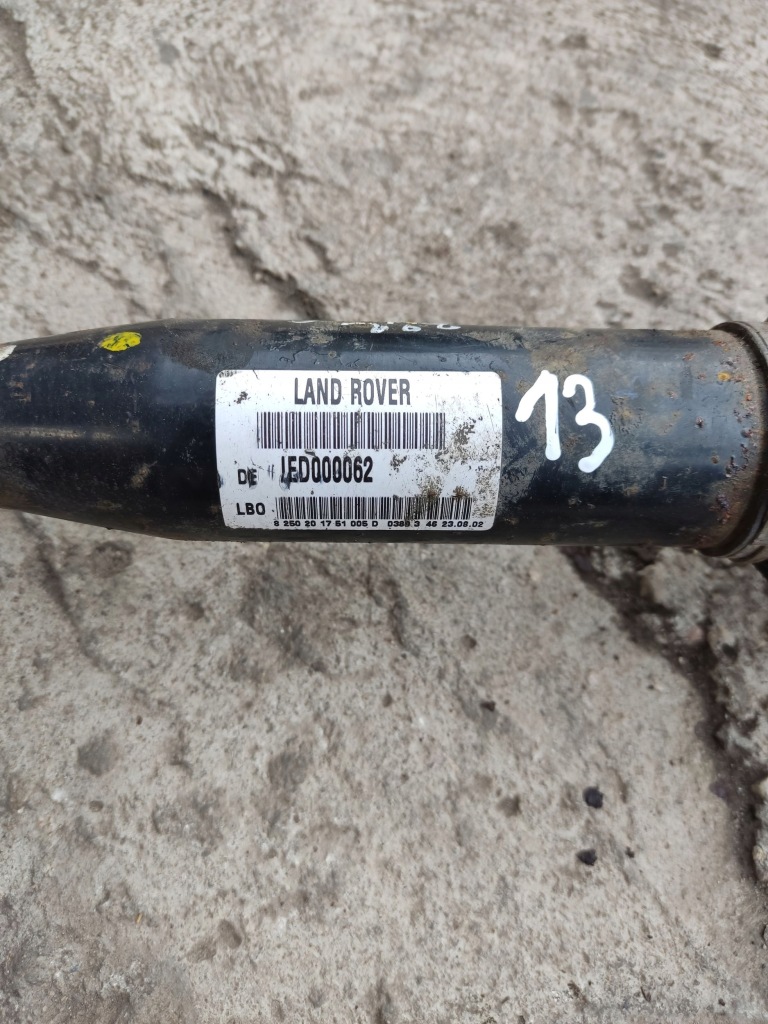 LAND ROVER
13
DE IED000062
LBO
8 250 20 17 51 005 D 0388 3 46 23.08.02